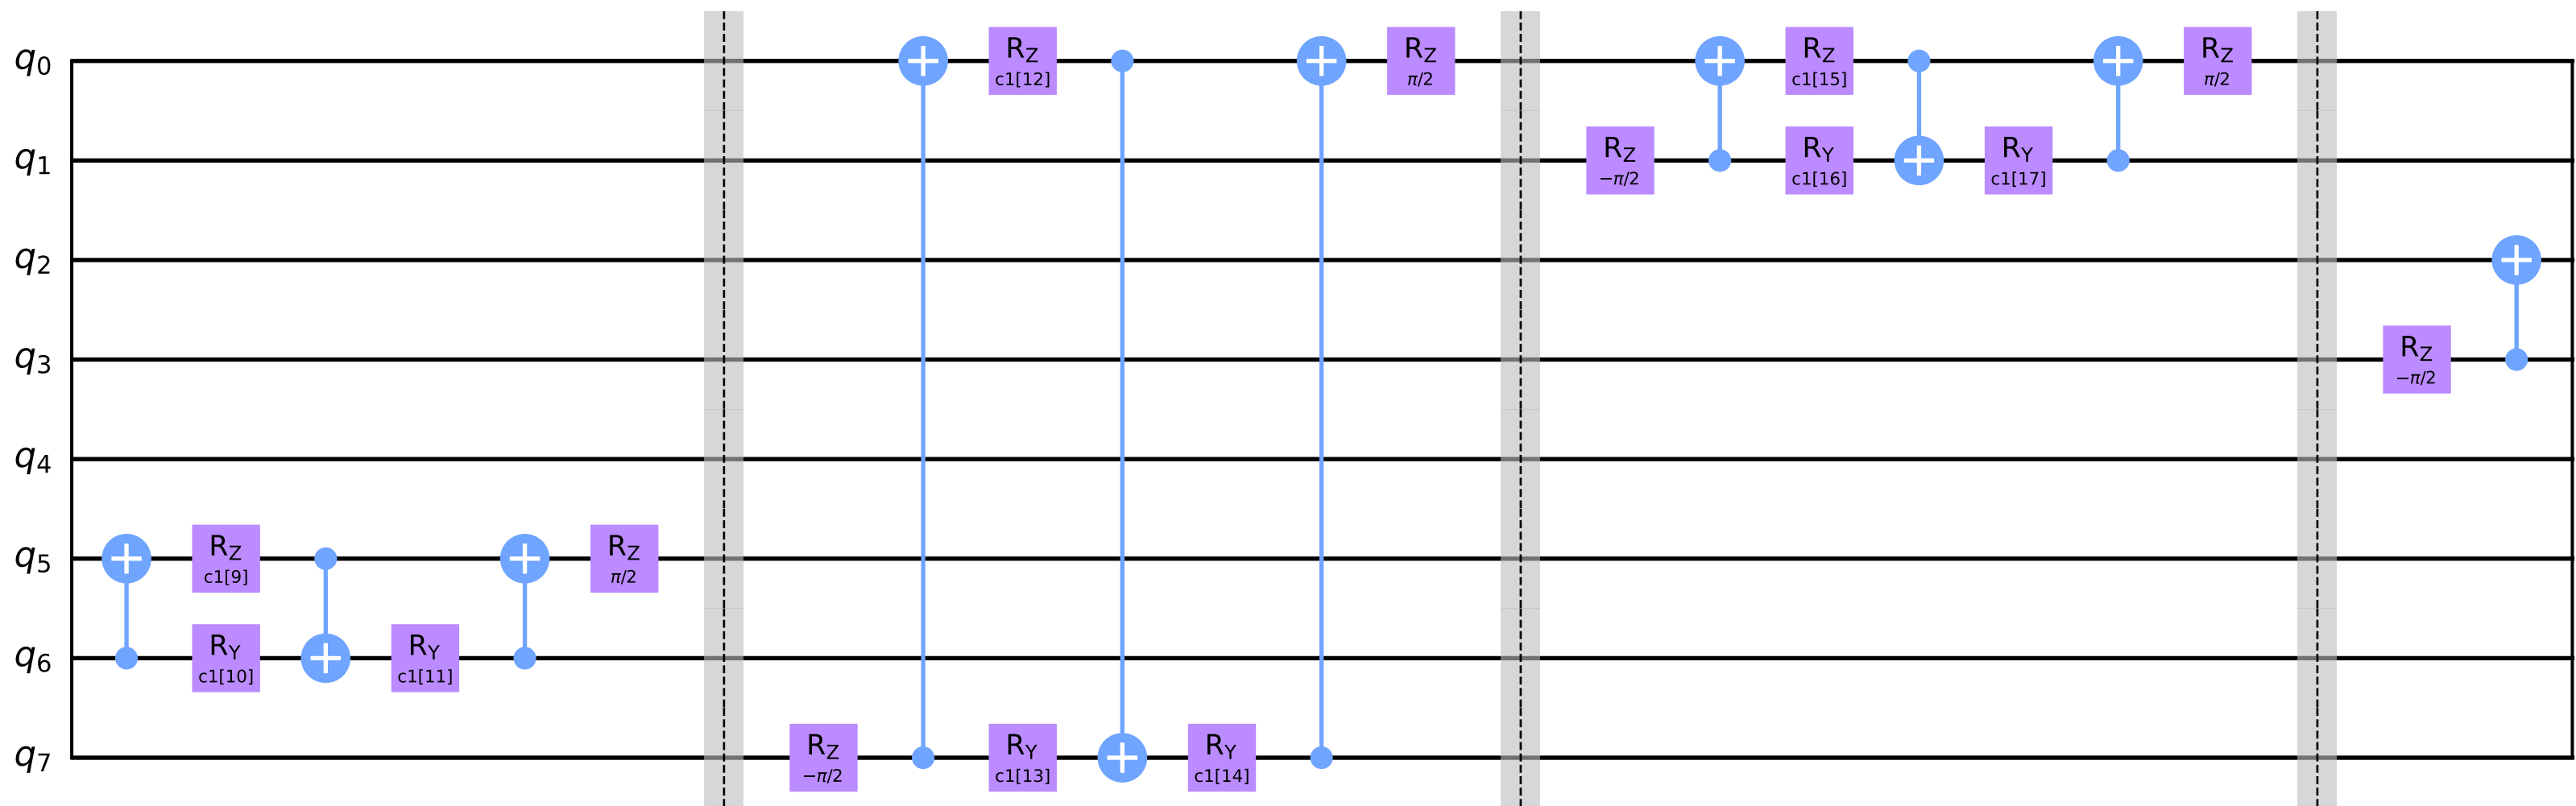 q0
RZ
c1[12]
RZ
π/2
RZ
c1[15]
RZ
π/2
q1
RZ
−π/2
RY
c1[16]
RY
c1[17]
q2
q3
RZ
−π/2
q4
q5
RZ
c1[9]
RZ
π/2
q6
RY
c1[10]
RY
c1[11]
q7
RZ
−π/2
RY
c1[13]
RY
c1[14]